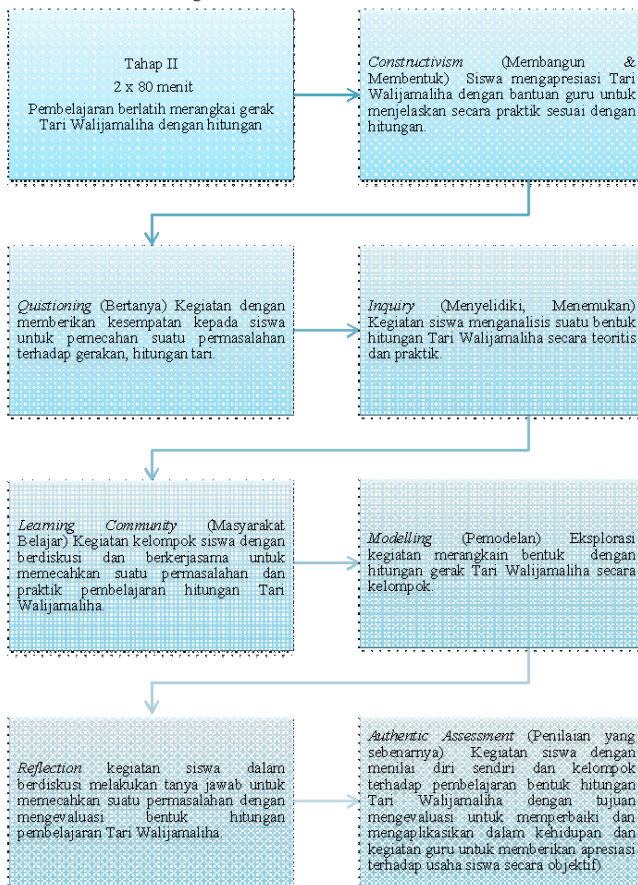 Tahap II
2 x 80 menit
Pembelajaran berlatih merangkai gerak
Tari Walijamaliha dengan hitungan
Constructivism (Membangun &
Membentuk) Siswa mengapresiasi Tari
Walijamaliha dengan bantuan guru untuk
menjelaskan secara praktik sesuai dengan
hitungan.
Quistioning (Bertanya) Kegiatan dengan
memberikan kesempatan kepada siswa
untuk pemecahan suatu permasalahan
terhadap gerakan, hitungan tari.
Inquiry (Menyelidiki, Menemukan)
Kegiatan siswa menganalisis suatu bentuk
hitungan Tari Walijamaliha secara teoritis
dan praktik.
Learning Community (Masyarakat
Belajar) Kegiatan kelompok siswa dengan
berdiskusi dan berkerjasama untuk
memecahkan suatu permasalahan dan
praktik pembelajaran hitungan Tari
Walijamaliha.
Modelling (Pemodelan) Eksplorasi
kegiatan merangkain bentuk dengan
hitungan gerak Tari Walijamaliha secara
kelompok.
Reflection kegiatan siswa dalam
berdiskusi melakukan tanya jawab untuk
memecahkan suatu permasalahan dengan
mengevaluasi bentuk hitungan
pembelajaran Tari Walijamaliha
Authentic Assessment (Penilaian yang
sebenarnya) Kegiatan siswa dengan
menilai diri sendiri dan kelompok
terhadap pembelajaran bentuk hitungan
Tari Walijamaliha dengan tujuan
mengevaluasi untuk memperbaiki dan
mengaplikasikan dalam kehidupan dan
kegiatan guru untuk memberikan apresiasi
terhadap usaha siswa secara objektif)